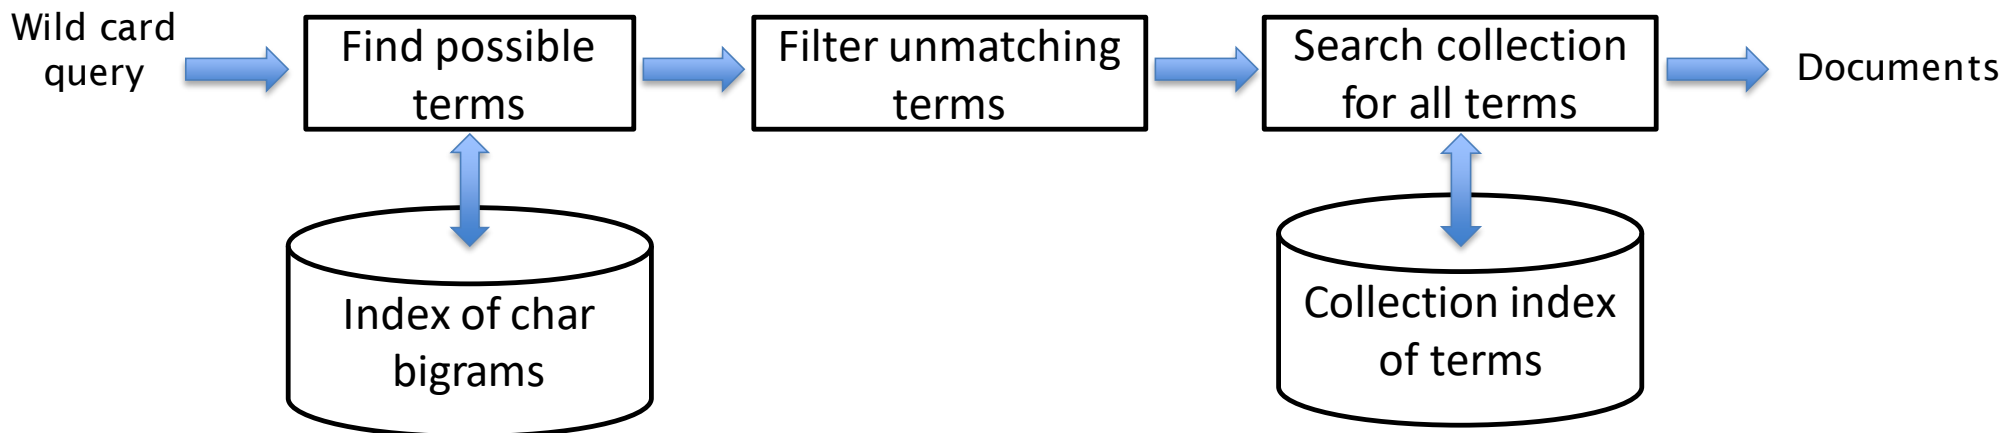 Wild card
query
Find possible
terms
Filter unmatching
terms
Search collection
for all terms
Documents
Index of char
bigrams
Collection index
of terms